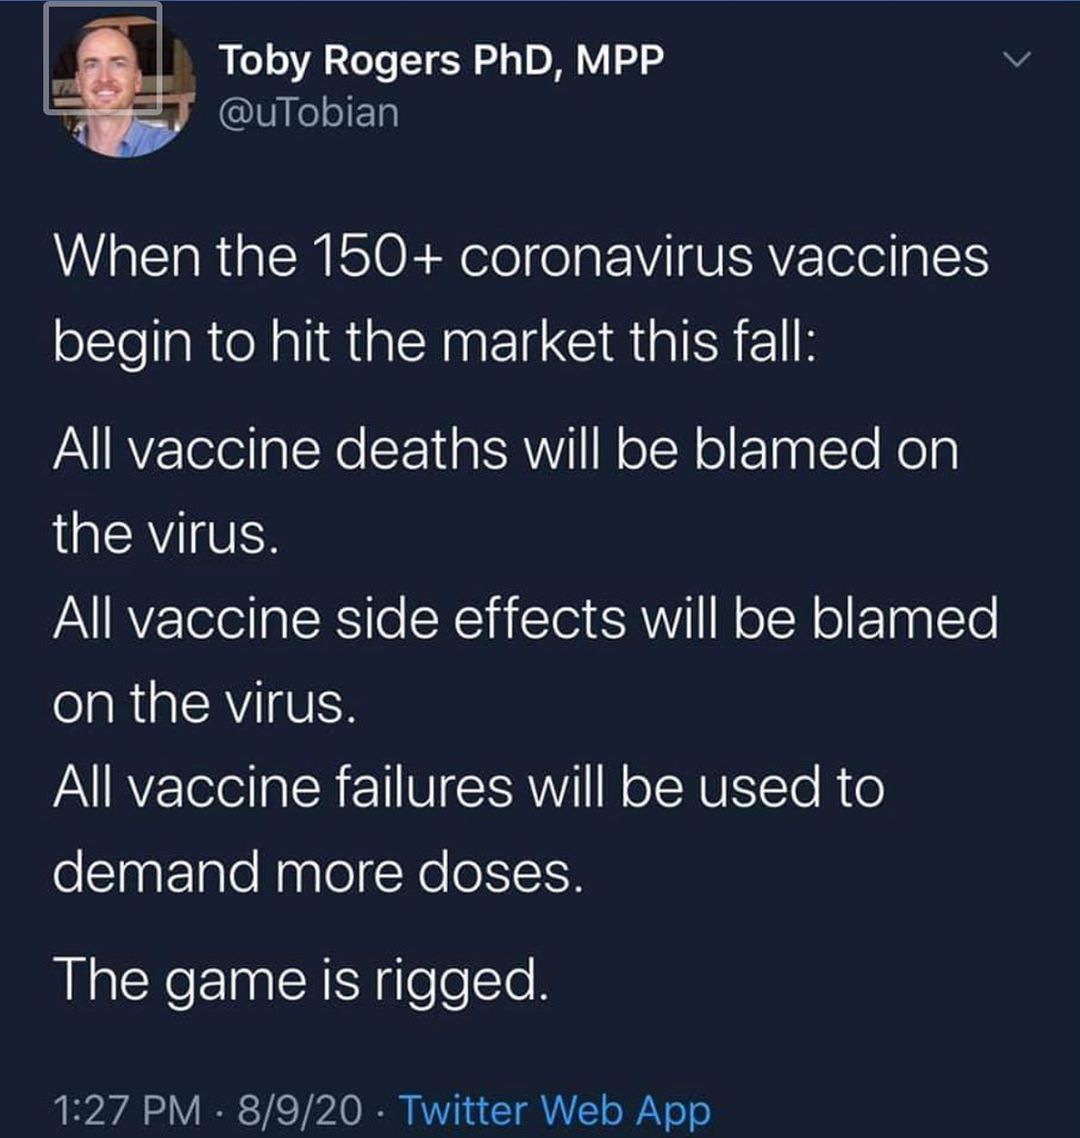 Toby Rogers PhD, MPP
@uTobian
When the 150+ coronavirus vaccines
begin to hit the market this fall:
All vaccine deaths will be blamed on
the virus.
All vaccine side effects will be blamed
on the virus.
All vaccine failures will be used to
demand more doses.
The game is rigged.
1:27 PM · 8/9/20 · Twitter Web App